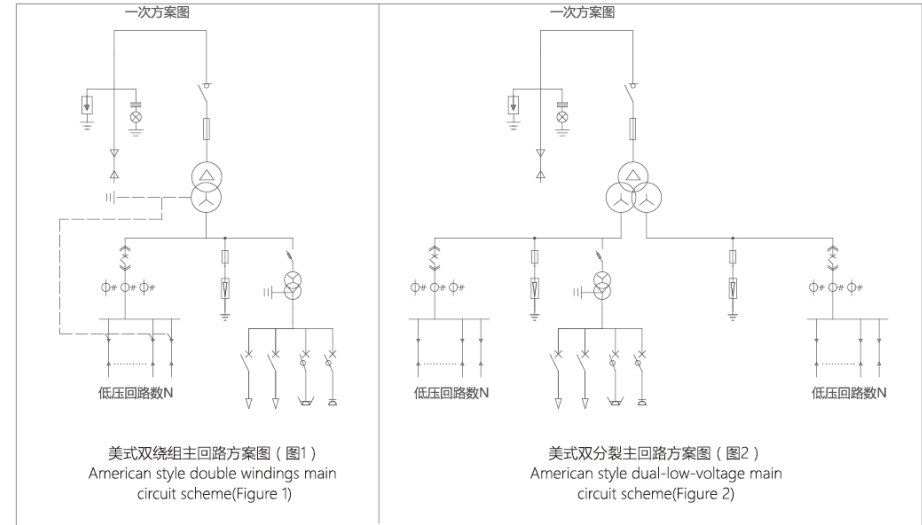 一次方案图
低压回路数N
美式双绕组主回路方案图（图1）
American style double windings main
circuit scheme(Figure 1)
一次方案图
低压回路数N
低压回路数N
美式双分裂主回路方案图（图2）
American style dual-low-voltage main
circuit scheme(Figure 2)